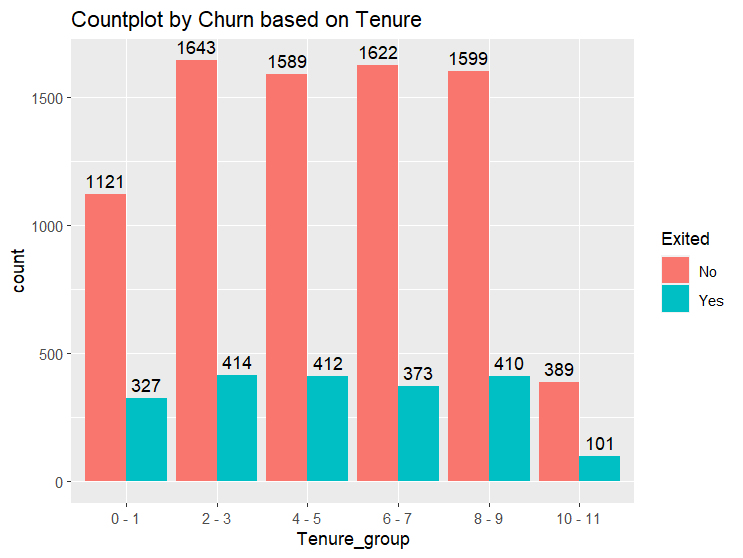 Countplot by Churn based on Tenure
1643
1622
1589
1599
1500
1121
1000
count
Exited
No
Yes
500
327
414
412
373
410
389
101
0
0 - 1
2 - 3
4 - 5
6 - 7
8 - 9
10 - 11
Tenure_group